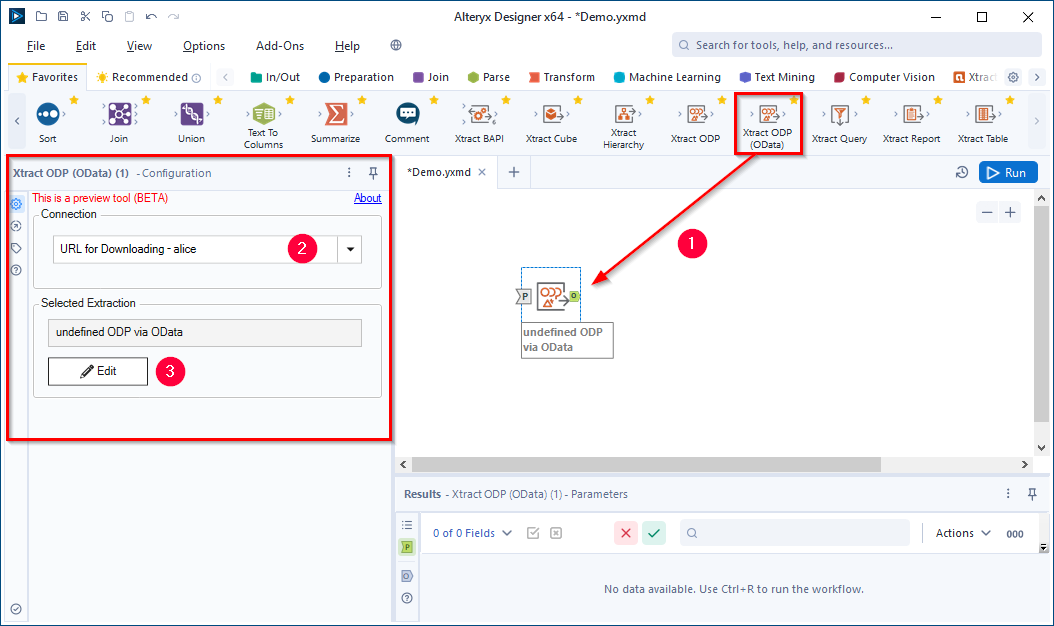 Alteryx Designer x64 - *Demo.yxmd
File Edit View Options Add-Ons Help
Search for tools, help, and resources...
Favorites Recommended In/Out Preparation Join Parse Transform Machine Learning Text Mining Computer Vision Xtract
Sort
Join
Union
Text To
Columns
Summarize
Comment
Xtract BAPI
Xtract Cube
Xtract
Hierarchy
Xtract ODP
Xtract ODP
(OData)
Xtract Query
Xtract Report
Xtract Table
Xtract ODP (OData) (1) - Configuration
This is a preview tool (BETA) About
Connection
URL for Downloading - alice
2
Selected Extraction
undefined ODP via OData
Edit
3
*Demo.yxmd
Run
1
P
O
undefined ODP
via OData
Results - Xtract ODP (OData) (1) - Parameters
0 of 0 Fields
Actions
000
P
No data available. Use Ctrl+R to run the workflow.